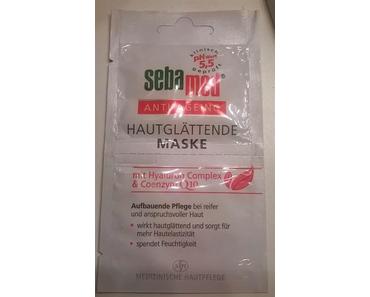 klinisch geprüft
pH-Wert
5,5
sebamed
ANTI-AGEING
HAUTGLÄTTENDE
MASKE
mit Hyaluron Complex
& Coenzym Q10
Aufbauende Pflege bei reifer
und anspruchsvoller Haut
• wirkt hautglättend und sorgt für
mehr Hautelastizität
• spendet Feuchtigkeit
MEDIZINISCHE HAUTPFLEGE